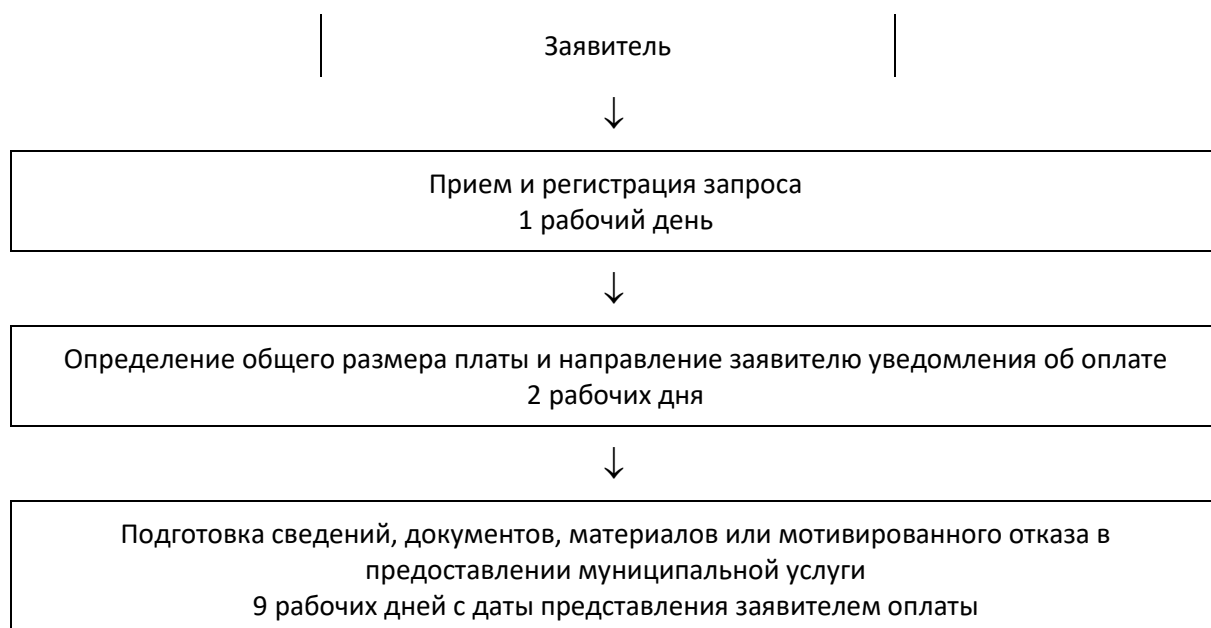 Заявитель
↓
Прием и регистрация запроса
1 рабочий день
↓
Определение общего размера платы и направление заявителю уведомления об оплате
2 рабочих дня
↓
Подготовка сведений, документов, материалов или мотивированного отказа в
предоставлении муниципальной услуги
9 рабочих дней с даты представления заявителем оплаты